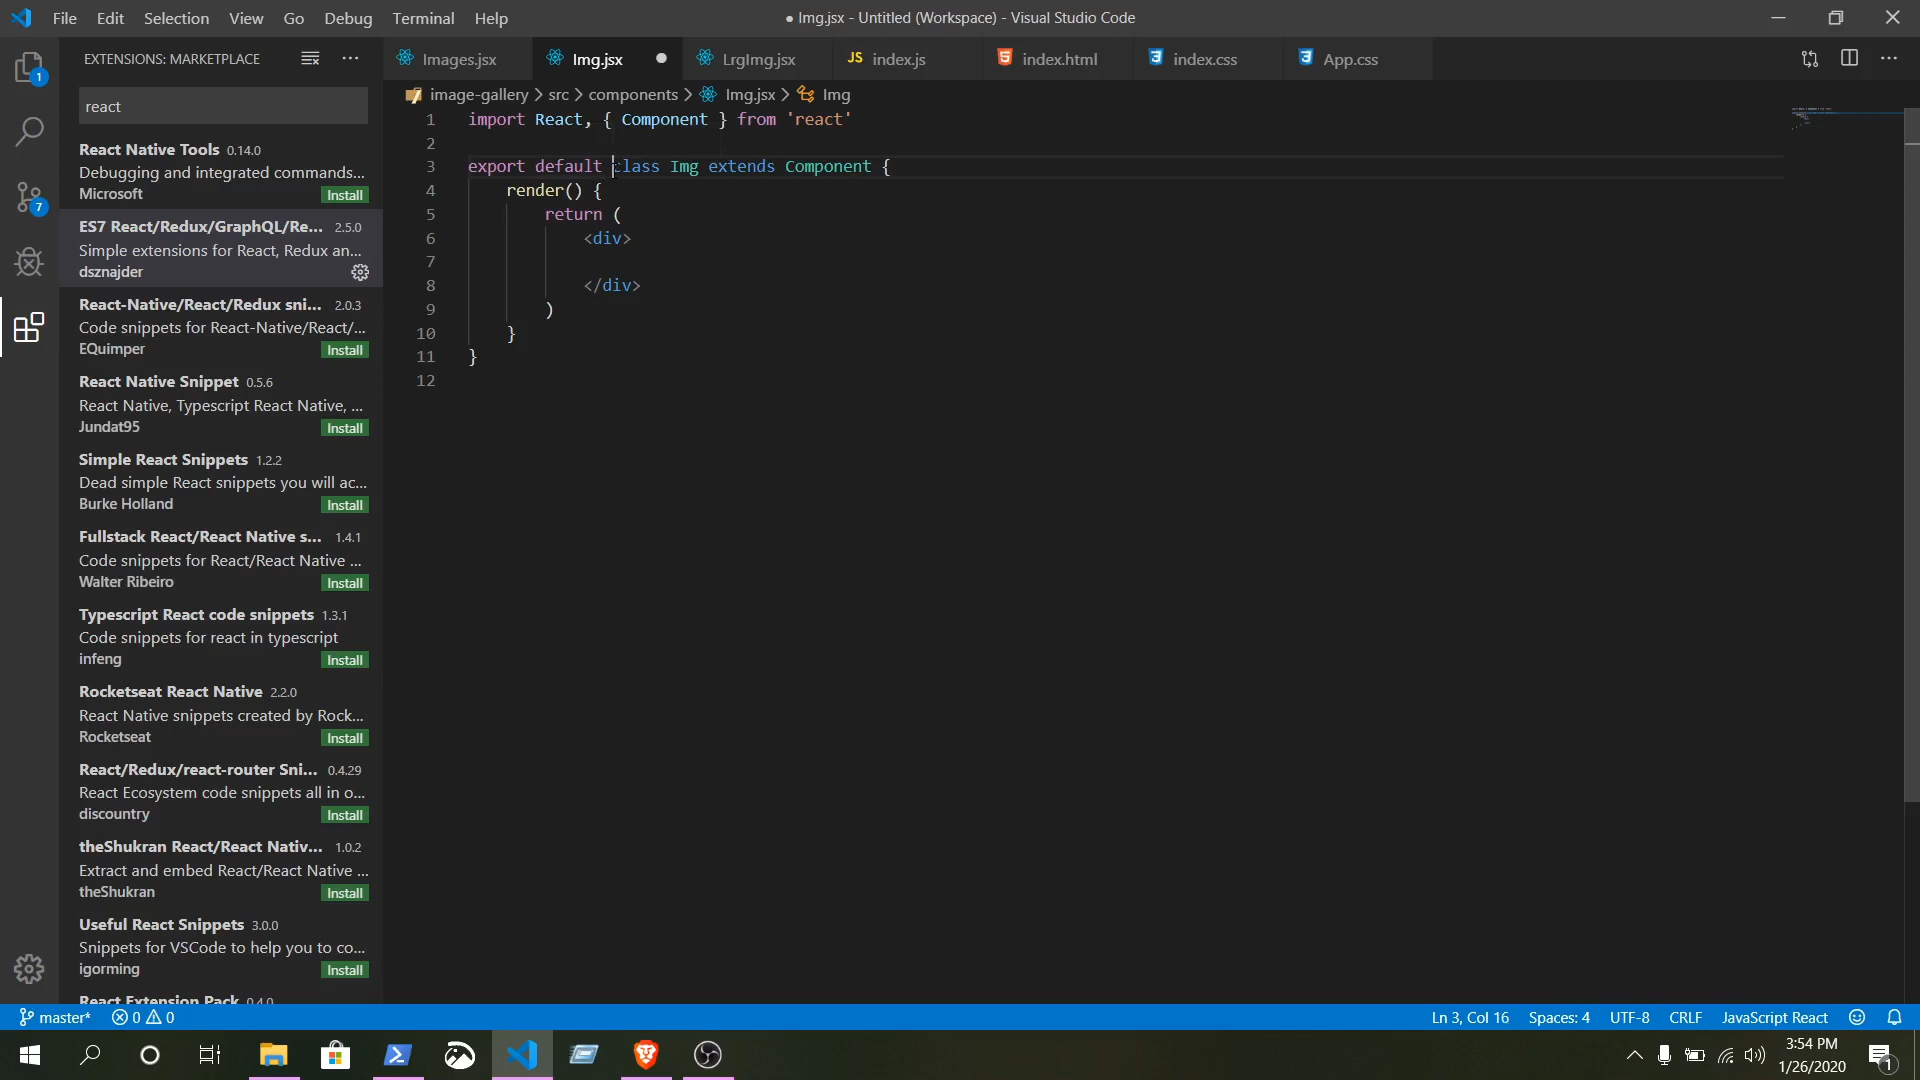 File Edit Selection View Go Debug Terminal Help
● Img.jsx - Untitled (Workspace) - Visual Studio Code
EXTENSIONS: MARKETPLACE
Images.jsx
Img.jsx
LrgImg.jsx
JS index.js
index.html
index.css
App.css
image-gallery > src > components > Img.jsx > Img
1
7
react
React Native Tools 0.14.0
Debugging and integrated commands...
Microsoft Install
ES7 React/Redux/GraphQL/Re... 2.5.0
Simple extensions for React, Redux an...
dsznajder
React-Native/React/Redux sni... 2.0.3
Code snippets for React-Native/React/...
EQuimper Install
React Native Snippet 0.5.6
React Native, Typescript React Native, ...
Jundat95 Install
Simple React Snippets 1.2.2
Dead simple React snippets you will ac...
Burke Holland Install
Fullstack React/React Native s... 1.4.1
Code snippets for React/React Native ...
Walter Ribeiro Install
Typescript React code snippets 1.3.1
Code snippets for react in typescript
infeng Install
Rocketseat React Native 2.2.0
React Native snippets created by Rock...
Rocketseat Install
React/Redux/react-router Sni... 0.4.29
React Ecosystem code snippets all in o...
discountry Install
theShukran React/React Nativ... 1.0.2
Extract and embed React/React Native ...
theShukran Install
Useful React Snippets 3.0.0
Snippets for VSCode to help you to co...
igorming Install
React Extension Pack 0.4.0
1 import React, { Component } from 'react'
2
3 export default class Img extends Component {
4 render() {
5 return (
6 <div>
7
8 </div>
9 )
10 }
11 }
12
master* 0 0
Ln 3, Col 16 Spaces: 4 UTF-8 CRLF JavaScript React
3:54 PM
1/26/2020
1